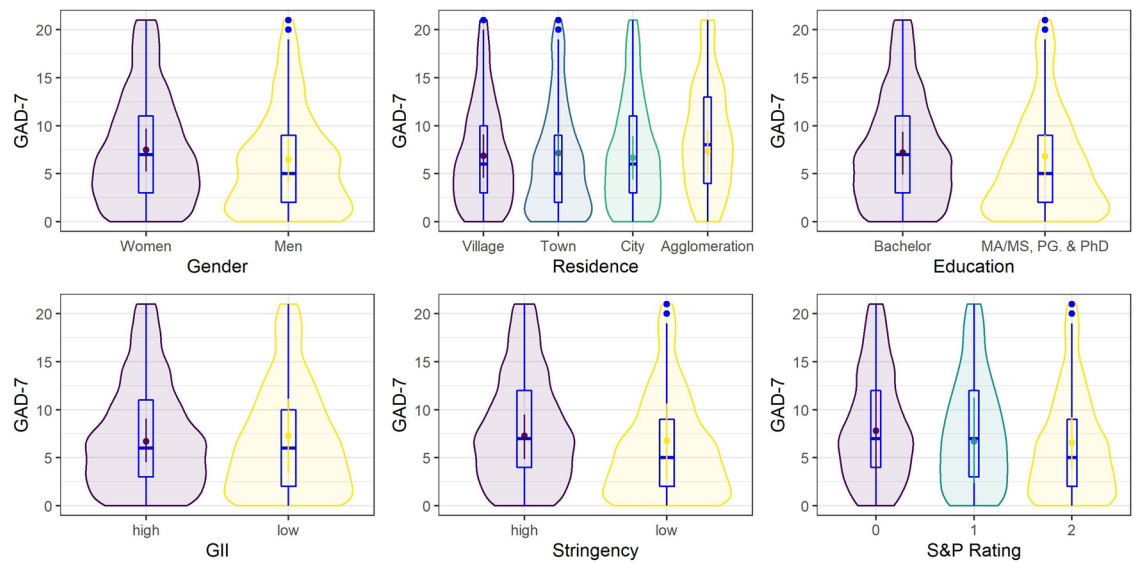 GAD-7
20
15
10
5
0
Women Men
Gender
GAD-7
20
15
10
5
0
Village Town City Agglomeration
Residence
GAD-7
20
15
10
5
0
Bachelor MA/MS, PG. & PhD
Education
GAD-7
20
15
10
5
0
high low
GII
GAD-7
20
15
10
5
0
high low
Stringency
GAD-7
20
15
10
5
0
0 1 2
S&P Rating